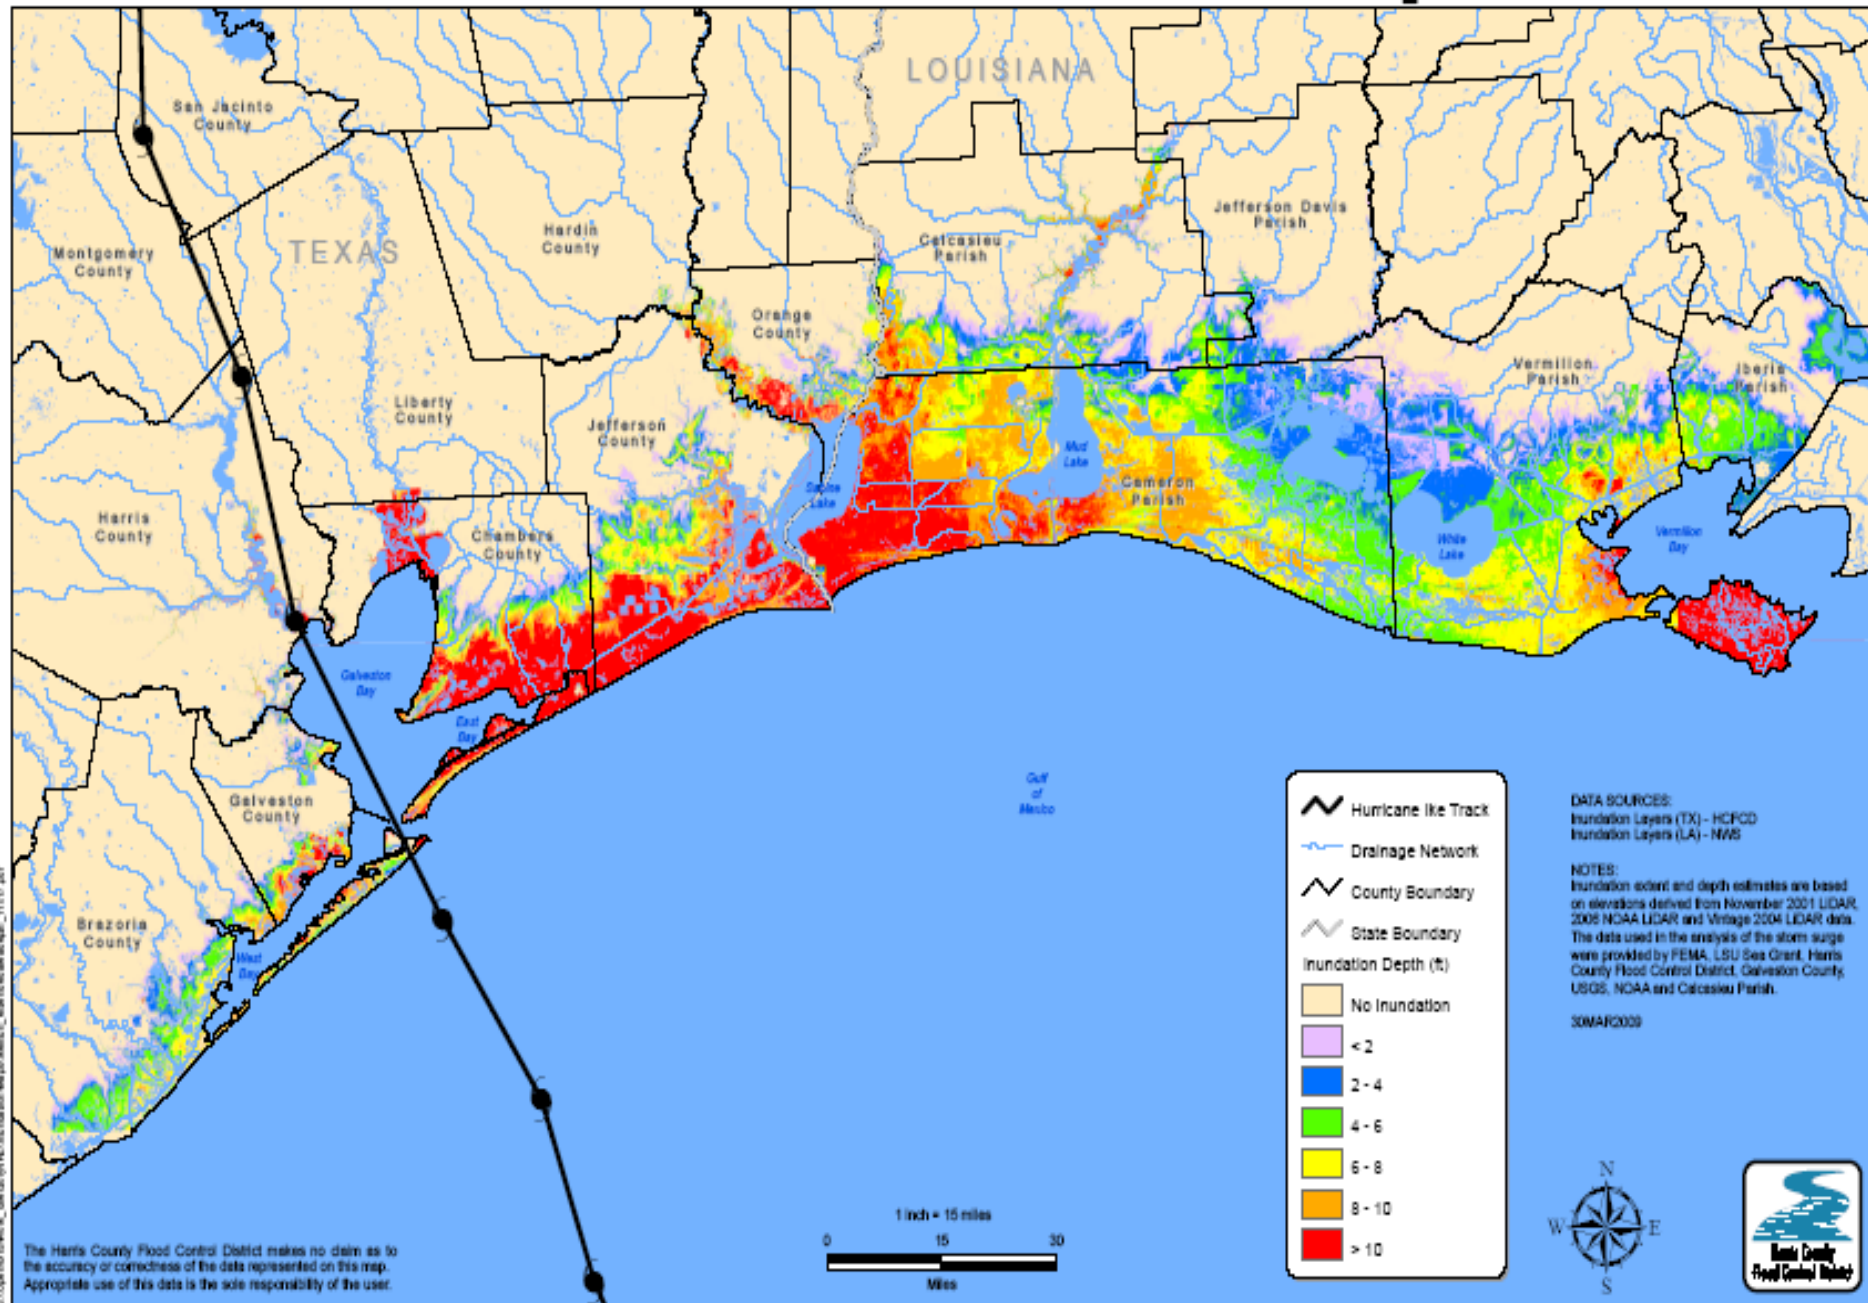 LOUISIANA
San Jacinto
County
Jefferson Davis
Parish
Hardin
County
Calcasieu
Parish
TEXAS
Montgomery
County
Orange
County
Vermilion
Parish
Iberia
Parish
Liberty
County
Jefferson
County
Mud
Lake
Sabine
Lake
Cameron
Parish
Harris
County
Chambers
County
White
Lake
Vermilion
Bay
Galveston
Bay
East
Bay
Galveston
County
Gulf
of
Mexico
Brazoria
County
West
Bay
Hurricane Ike Track
Drainage Network
County Boundary
State Boundary
Inundation Depth (ft)
No Inundation
< 2
2 - 4
4 - 6
6 - 8
8 - 10
> 10
DATA SOURCES:
Inundation Layers (TX) - HCFCD
Inundation Layers (LA) - NWS
NOTES:
Inundation extent and depth estimates are based
on elevations derived from November 2001 LiDAR,
2006 NOAA LiDAR and Vintage 2004 LiDAR data.
The data used in the analysis of the storm surge
were provided by FEMA, LSU Sea Grant, Harris
County Flood Control District, Galveston County,
USGS, NOAA and Calcasieu Parish.
30MAR2009
1 inch = 15 miles
0 15 30
Miles
The Harris County Flood Control District makes no claim as to
the accuracy or correctness of the data represented on this map.
Appropriate use of this data is the sole responsibility of the user.
N
W E
S
Harris County
Flood Control District